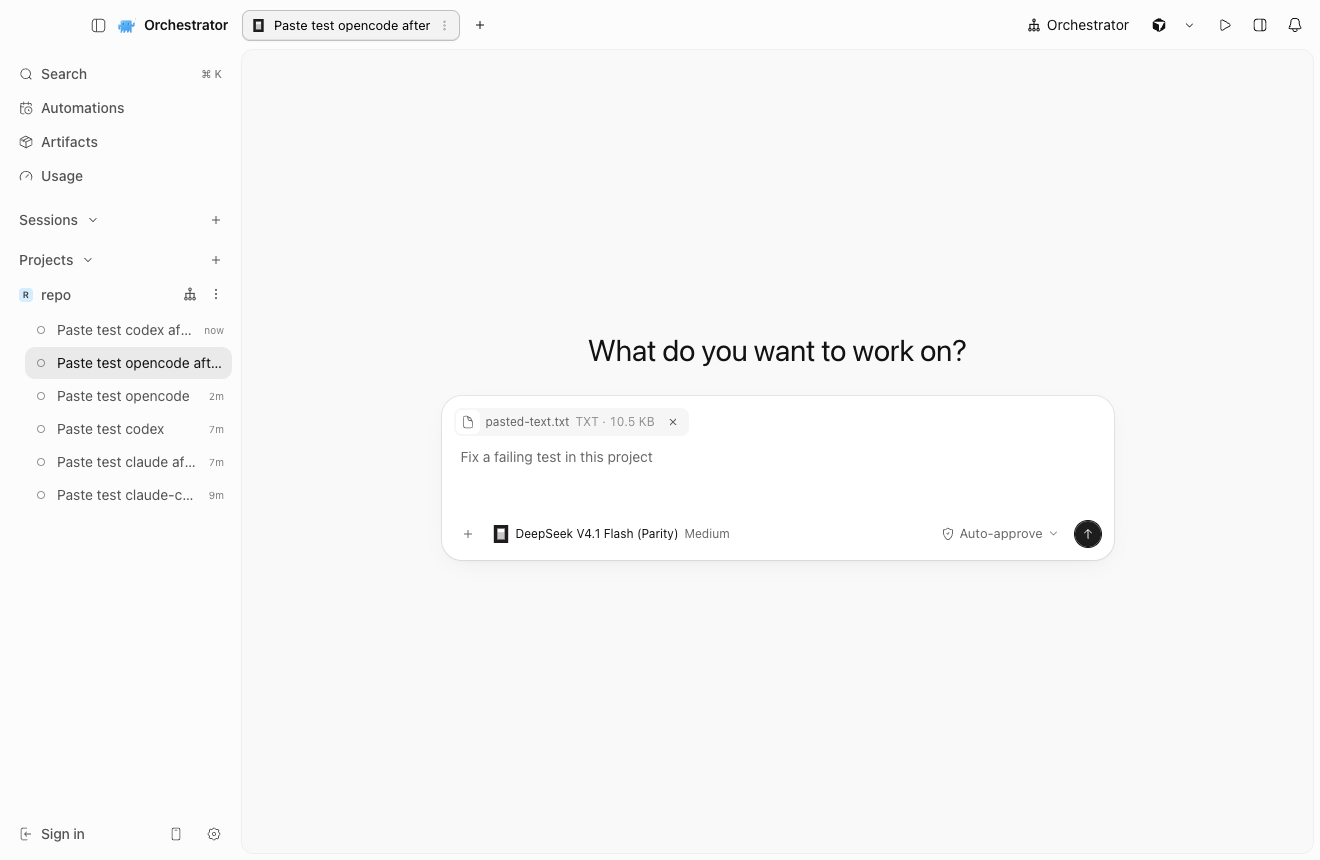 Orchestrator
Paste test opencode after
Orchestrator
Search ⌘ K
Automations
Artifacts
Usage
Sessions
Projects
R repo
Paste test codex af... now
Paste test opencode aft...
Paste test opencode 2m
Paste test codex 7m
Paste test claude af... 7m
Paste test claude-c... 9m
What do you want to work on?
pasted-text.txt TXT · 10.5 KB
Fix a failing test in this project
DeepSeek V4.1 Flash (Parity) Medium
Auto-approve
Sign in